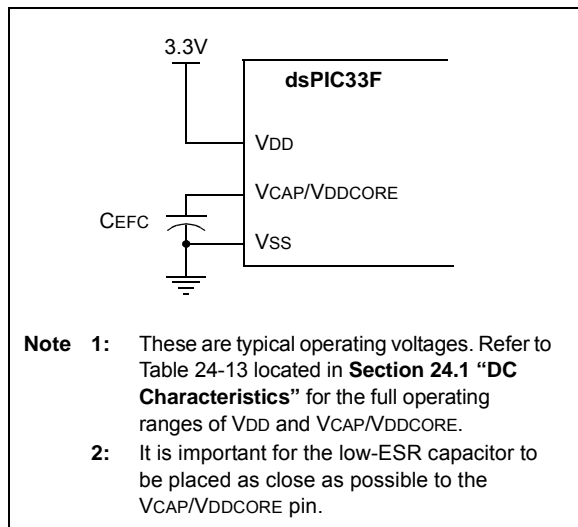 3.3V
dsPIC33F
VDD
VCAP/VDDCORE
CEFC
VSS
Note 1: These are typical operating voltages. Refer to
Table 24-13 located in Section 24.1 “DC
Characteristics” for the full operating
ranges of VDD and VCAP/VDDCORE.
2: It is important for the low-ESR capacitor to
be placed as close as possible to the
VCAP/VDDCORE pin.